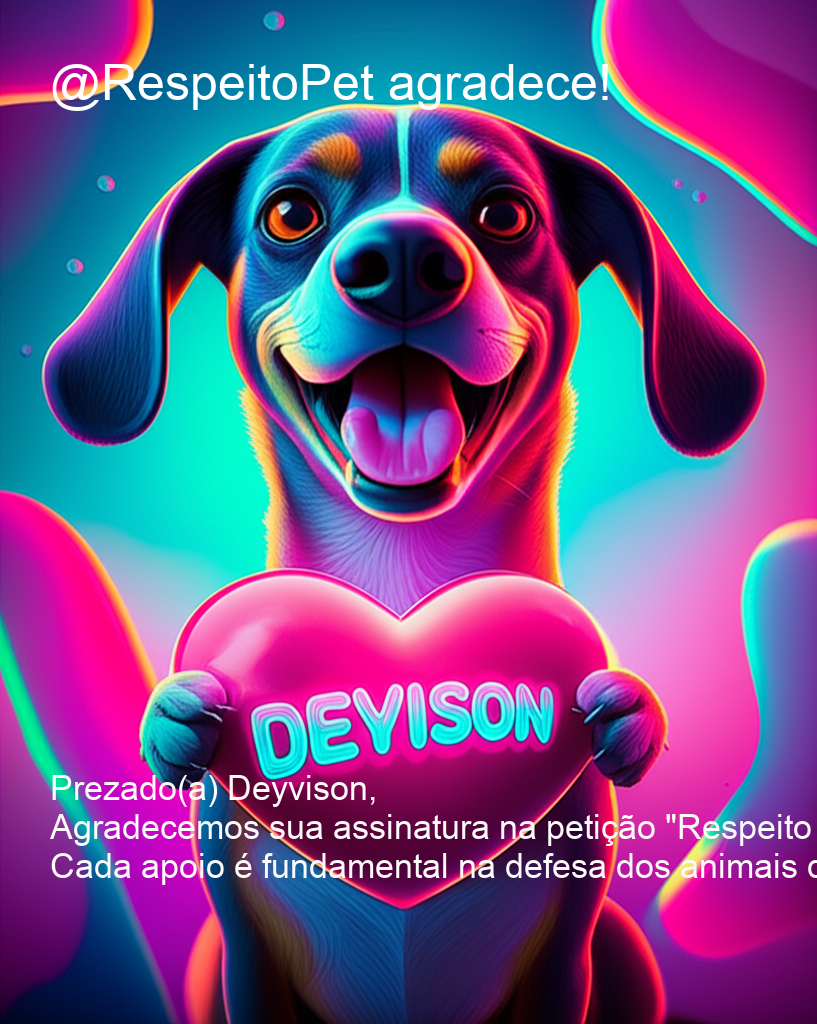 @RespeitoPet agradece!
DEYISON
Prezado(a) Deyvison,
Agradecemos sua assinatura na petição "Respeito
Cada apoio é fundamental na defesa dos animais